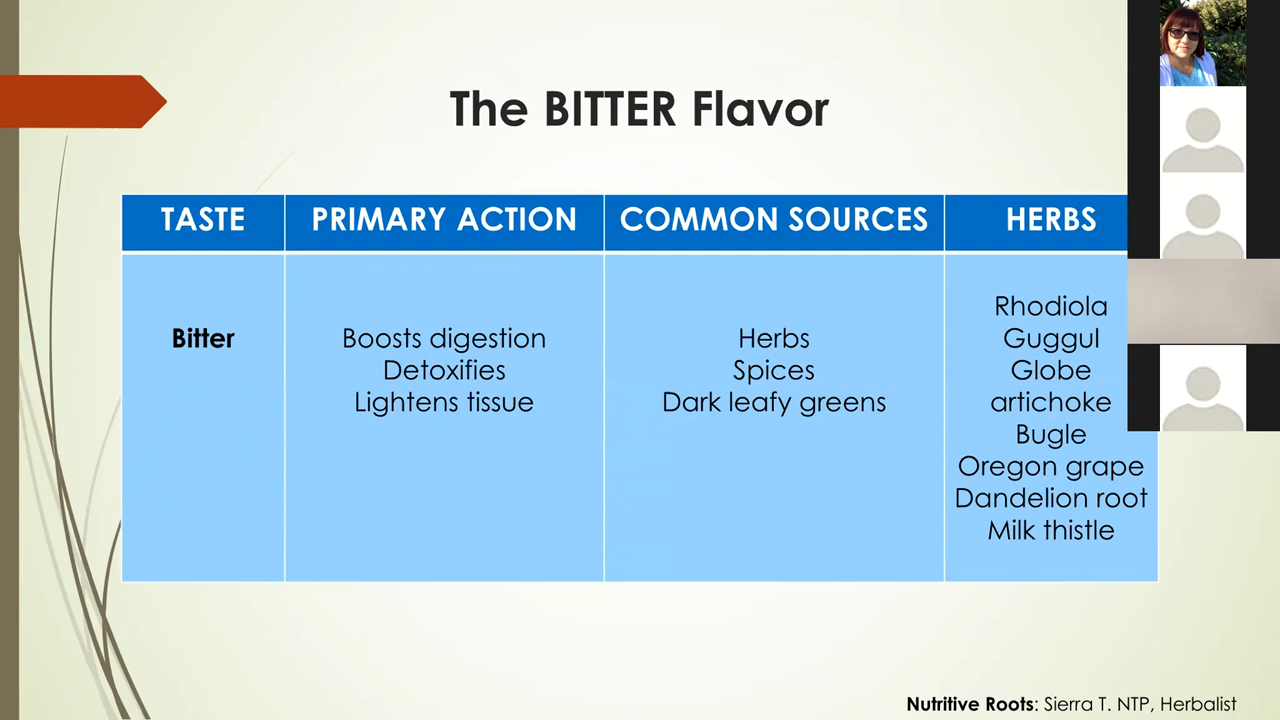 The BITTER Flavor
TASTE
PRIMARY ACTION
COMMON SOURCES
HERBS
Bitter
Boosts digestion
Detoxifies
Lightens tissue
Herbs
Spices
Dark leafy greens
Rhodiola
Guggul
Globe
artichoke
Bugle
Oregon grape
Dandelion root
Milk thistle
Nutritive Roots: Sierra T. NTP, Herbalist